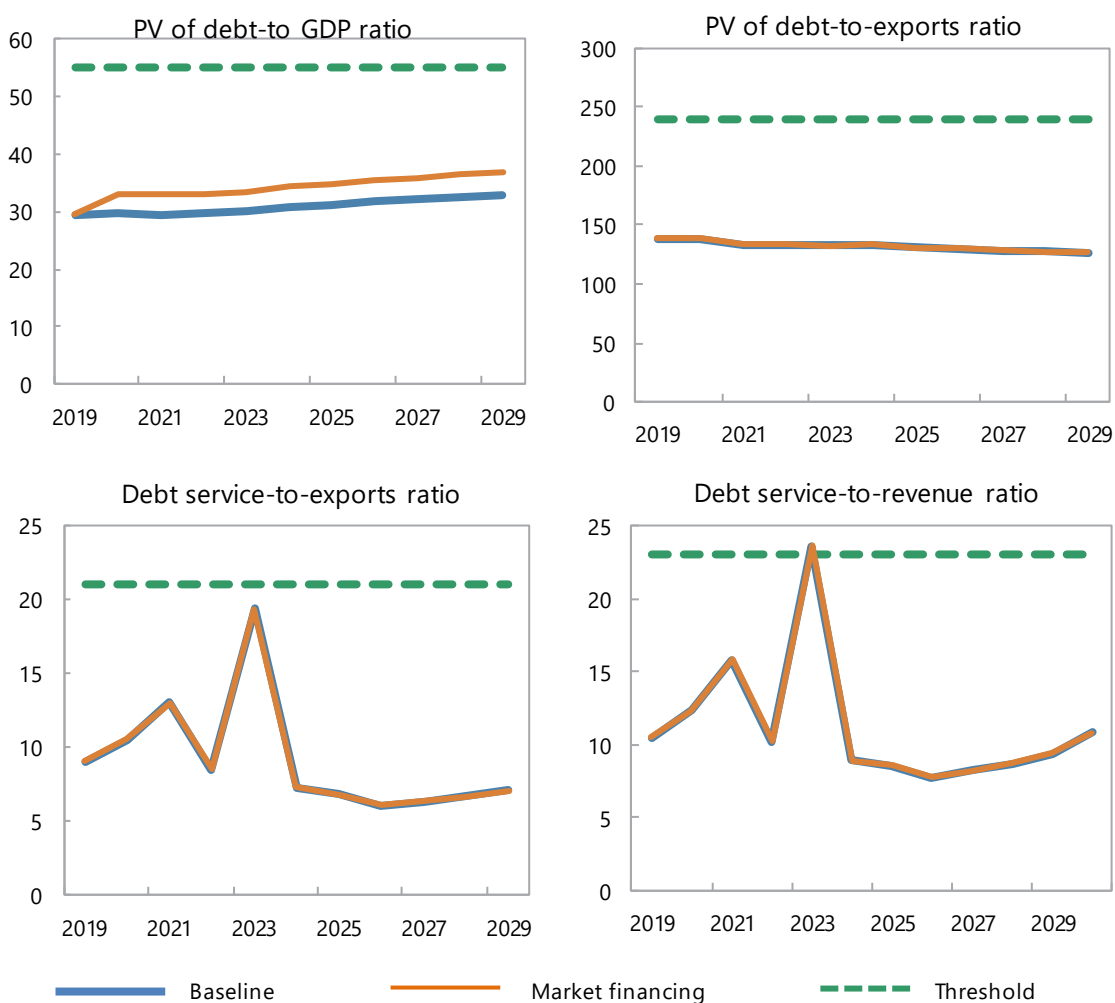 PV of debt-to GDP ratio
60
50
40
30
20
10
0
2019 2021 2023 2025 2027 2029
PV of debt-to-exports ratio
300
250
200
150
100
50
0
2019 2021 2023 2025 2027 2029
Debt service-to-exports ratio
25
20
15
10
5
0
2019 2021 2023 2025 2027 2029
Debt service-to-revenue ratio
25
20
15
10
5
0
2019 2021 2023 2025 2027 2029
Baseline Market financing Threshold